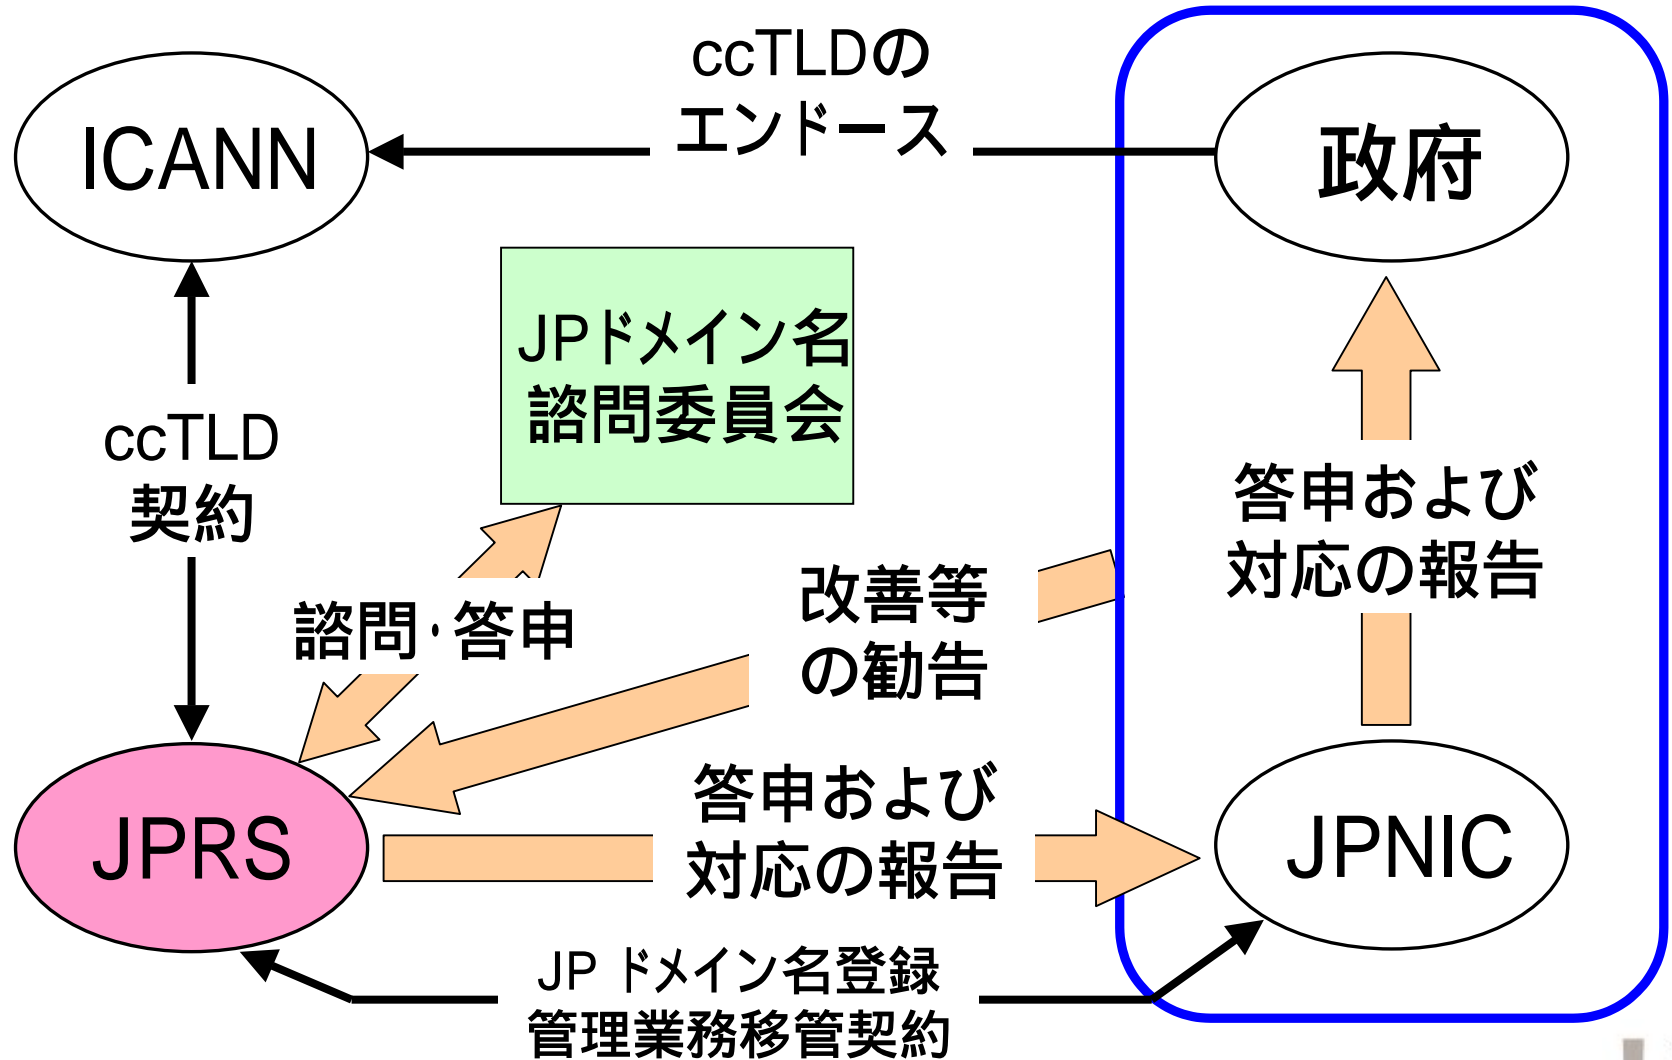 ccTLDの
エンドース
ICANN
政府
JPドメイン名
諮問委員会
ccTLD
契約
答申および
対応の報告
改善等
の勧告
諮問・答申
答申および
対応の報告
JPRS
JPNIC
JP ドメイン名登録
管理業務移管契約